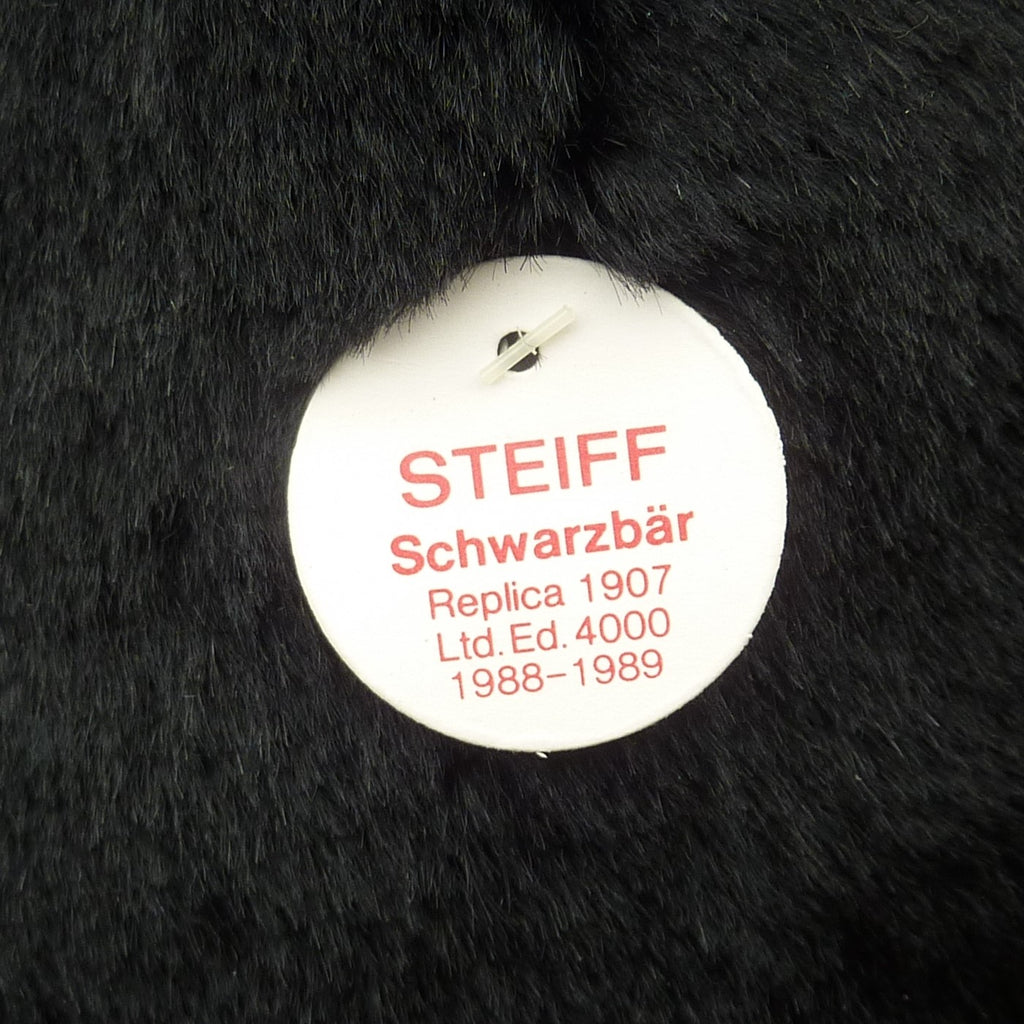 STEIFF
Schwarzbär
Replica 1907
Ltd. Ed. 4000
1988-1989